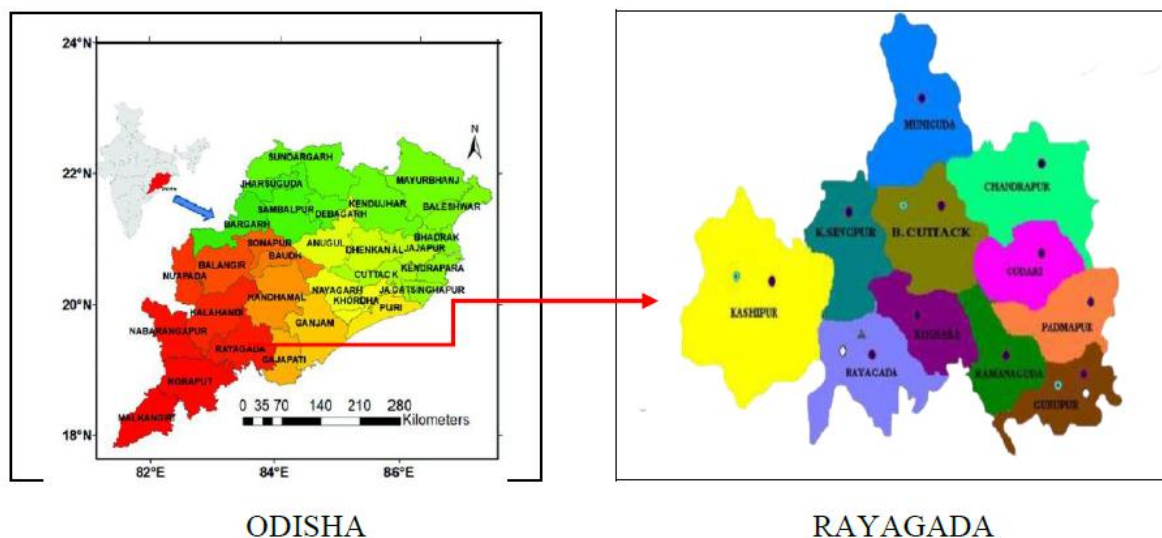 24°N
22°N
20°N
18°N
82°E
84°E
86°E
N
SUNDARGARH
JHARSUGUDA
SAMBALPUR
DEBAGARH
KENDUJHAR
MAYURBHANJ
BALESHWAR
BARGARH
SONAPUR
BAUDH
ANUGUL
DHENKANAL
BHADRAK
JAJAPUR
BALANGIR
NUAPADA
CUTTACK
KENDRAPARA
NAYAGARH
JAGATSINGHAPUR
KHORDHA
PURI
KANDHAMAL
KALAHANDI
GANJAM
NABARANGAPUR
RAYAGADA
GAJAPATI
KORAPUT
MALKANGIRI
0 35 70 140 210 280
Kilometers
ODISHA
MUNIGUDA
CHANDRAPUR
K.SINGPUR
B.CUTTACK
GUDARI
KASHIPUR
KOLNARA
PADMAPUR
RAYAGADA
RAMANAGUDA
GUNUPUR
RAYAGADA